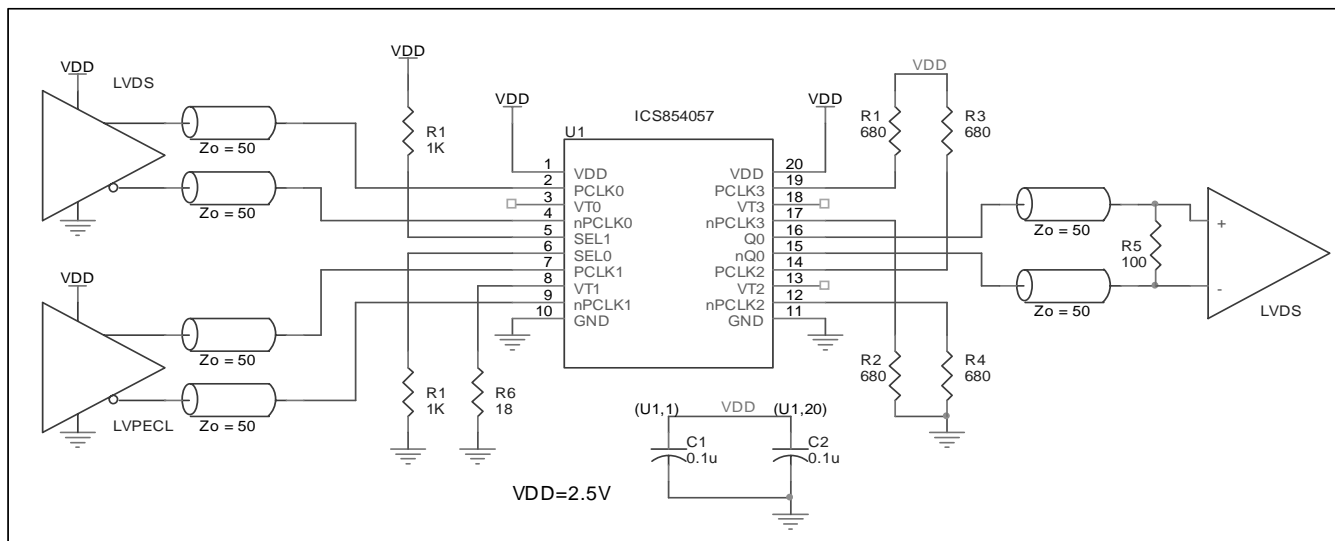 VDD
LVDS
Zo = 50
Zo = 50
VDD
R1
1K
VDD
U1
ICS854057
1
2
3
4
5
6
7
8
9
10
VDD
PCLK0
VT0
nPCLK0
SEL1
SEL0
PCLK1
VT1
nPCLK1
GND
VDD
PCLK3
VT3
nPCLK3
Q0
nQ0
PCLK2
VT2
nPCLK2
GND
20
19
18
17
16
15
14
13
12
11
VDD
VDD
R1
680
R3
680
Zo = 50
Zo = 50
R5
100
+
-
LVDS
VDD
LVPECL
Zo = 50
Zo = 50
R1
1K
R6
18
R2
680
R4
680
(U1,1)
VDD
(U1,20)
C1
0.1u
C2
0.1u
VDD=2.5V